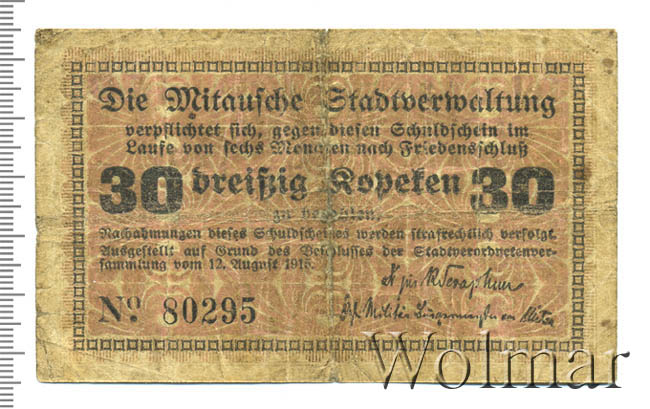 Die Mitausche Stadtverwaltung
verpflichtet sich, gegen diesen Schuldschein im
Laufe von sechs Monaten nach Friedensschluß
30 dreißig Kopeken 30
zu
Nachahmungen dieses Schuldscheines werden strafrechtlich verfolgt.
Ausgestellt auf Grund des Beschlusses der Stadtverordnetenver-
sammlung vom 12. August 1915.
No. 80295
Wolmar